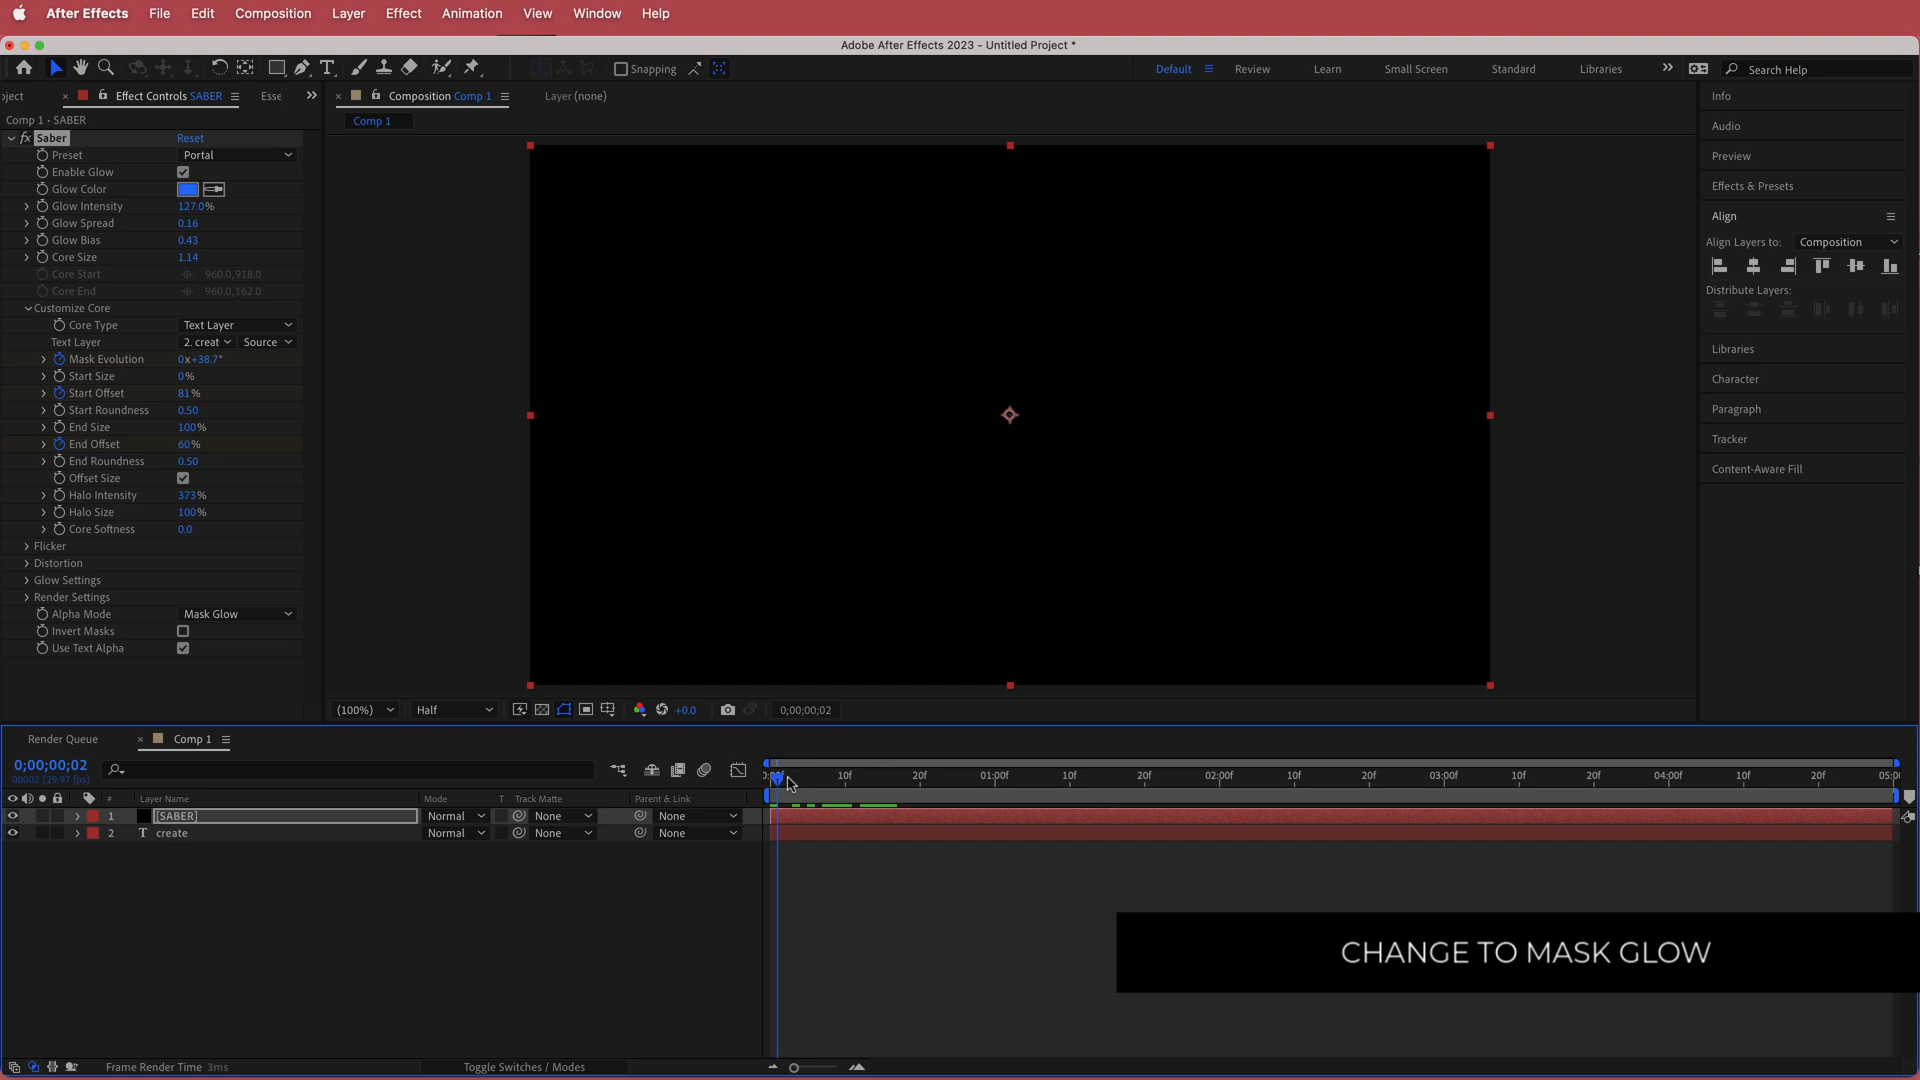 After Effects File Edit Composition Layer Effect Animation View Window Help
Adobe After Effects 2023 - Untitled Project *
Snapping
Default Review Learn Small Screen Standard Libraries Search Help
oject Effect Controls SABER Esse
Composition Comp 1 Layer (none)
Comp 1 • SABER
Comp 1
fx Saber Reset
Preset Portal
Enable Glow
Glow Color
Glow Intensity 127.0%
Glow Spread 0.16
Glow Bias 0.43
Core Size 1.14
Core Start 960.0,918.0
Core End 960.0,162.0
Customize Core
Core Type Text Layer
Text Layer 2. creat Source
Mask Evolution 0x+38.7°
Start Size 0%
Start Offset 81%
Start Roundness 0.50
End Size 100%
End Offset 60%
End Roundness 0.50
Offset Size
Halo Intensity 373%
Halo Size 100%
Core Softness 0.0
Flicker
Distortion
Glow Settings
Render Settings
Alpha Mode Mask Glow
Invert Masks
Use Text Alpha
Info
Audio
Preview
Effects & Presets
Align
Align Layers to: Composition
Distribute Layers:
Libraries
Character
Paragraph
Tracker
Content-Aware Fill
(100%) Half +0.0 0;00;00;02
Render Queue Comp 1
0;00;00;02
00002 (29.97 fps)
10f 20f 01:00f 10f 20f 02:00f 10f 20f 03:00f 10f 20f 04:00f 10f 20f 05:0
# Layer Name Mode T Track Matte Parent & Link
1 [SABER] Normal None None
2 T create Normal None None
CHANGE TO MASK GLOW
Frame Render Time 3ms Toggle Switches / Modes